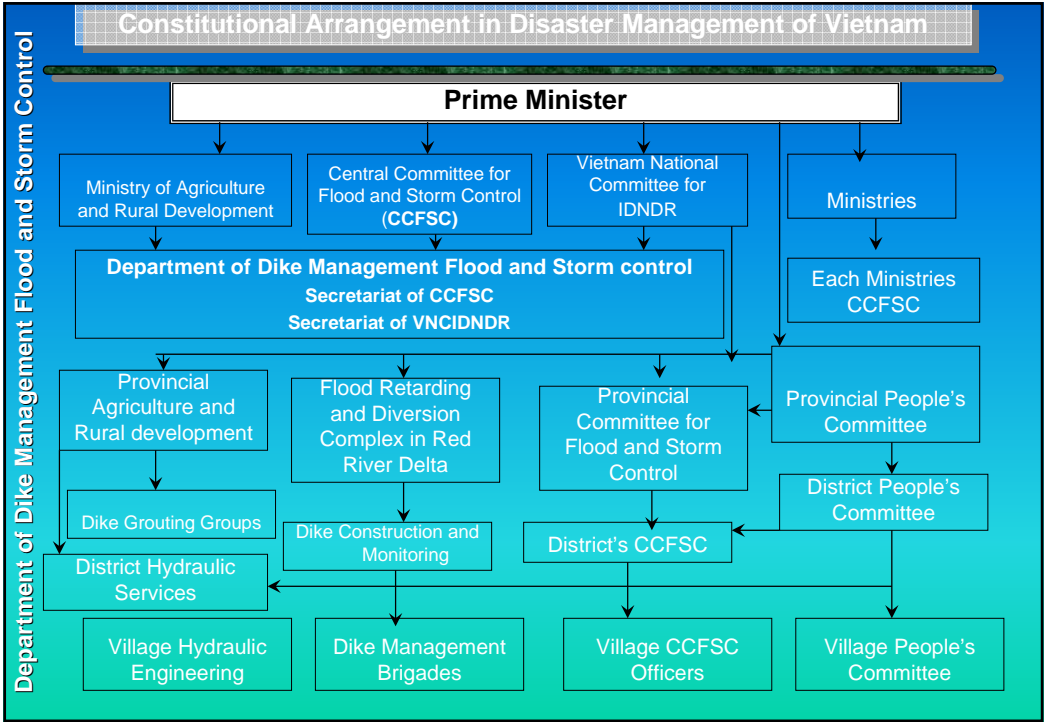 Constitutional Arrangement in Disaster Management of Vietnam
Department of Dike Management Flood and Storm Control
Prime Minister
Ministry of Agriculture
and Rural Development
Central Committee for
Flood and Storm Control
(CCFSC)
Vietnam National
Committee for
IDNDR
Ministries
Department of Dike Management Flood and Storm control
Secretariat of CCFSC
Secretariat of VNCIDNDR
Each Ministries
CCFSC
Provincial
Agriculture and
Rural development
Flood Retarding
and Diversion
Complex in Red
River Delta
Provincial
Committee for
Flood and Storm
Control
Provincial People's
Committee
Dike Grouting Groups
Dike Construction and
Monitoring
District's CCFSC
District People's
Committee
District Hydraulic
Services
Village Hydraulic
Engineering
Dike Management
Brigades
Village CCFSC
Officers
Village People's
Committee